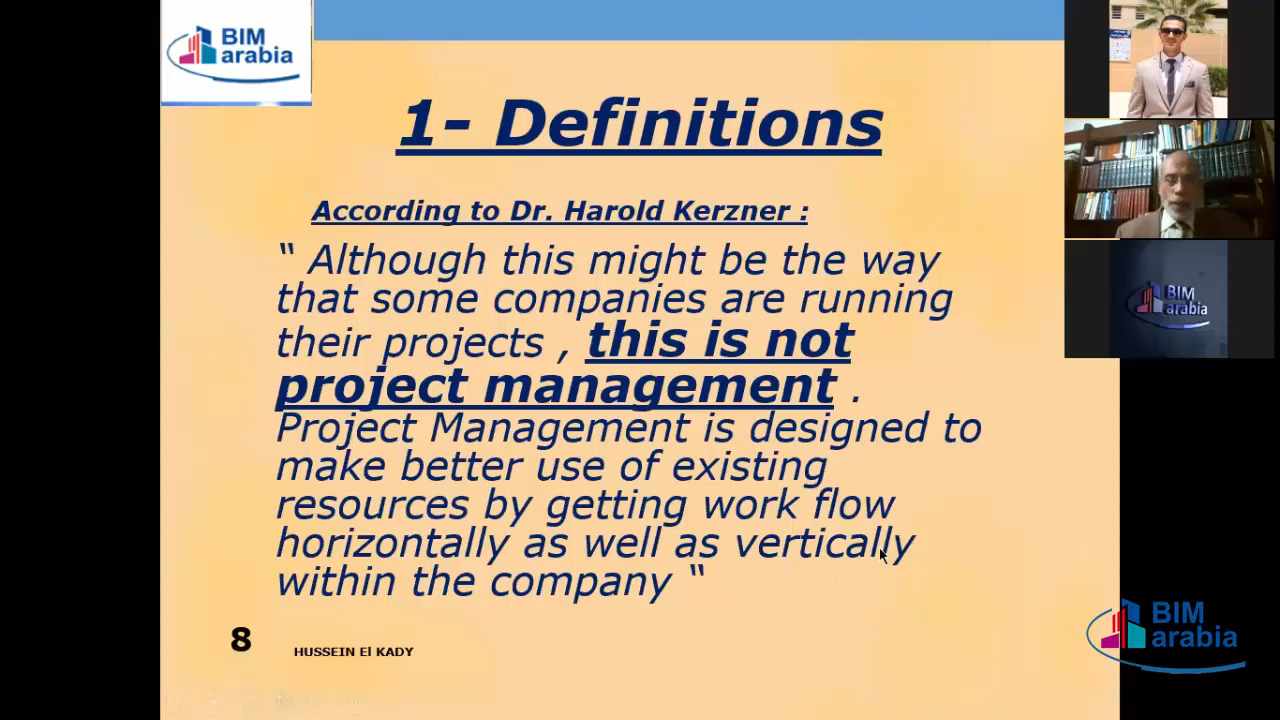 BIM
arabia
1- Definitions
According to Dr. Harold Kerzner :
“ Although this might be the way
that some companies are running
their projects , this is not
project management .
Project Management is designed to
make better use of existing
resources by getting work flow
horizontally as well as vertically
within the company “
8
HUSSEIN El KADY
BIM
arabia
BIM
arabia